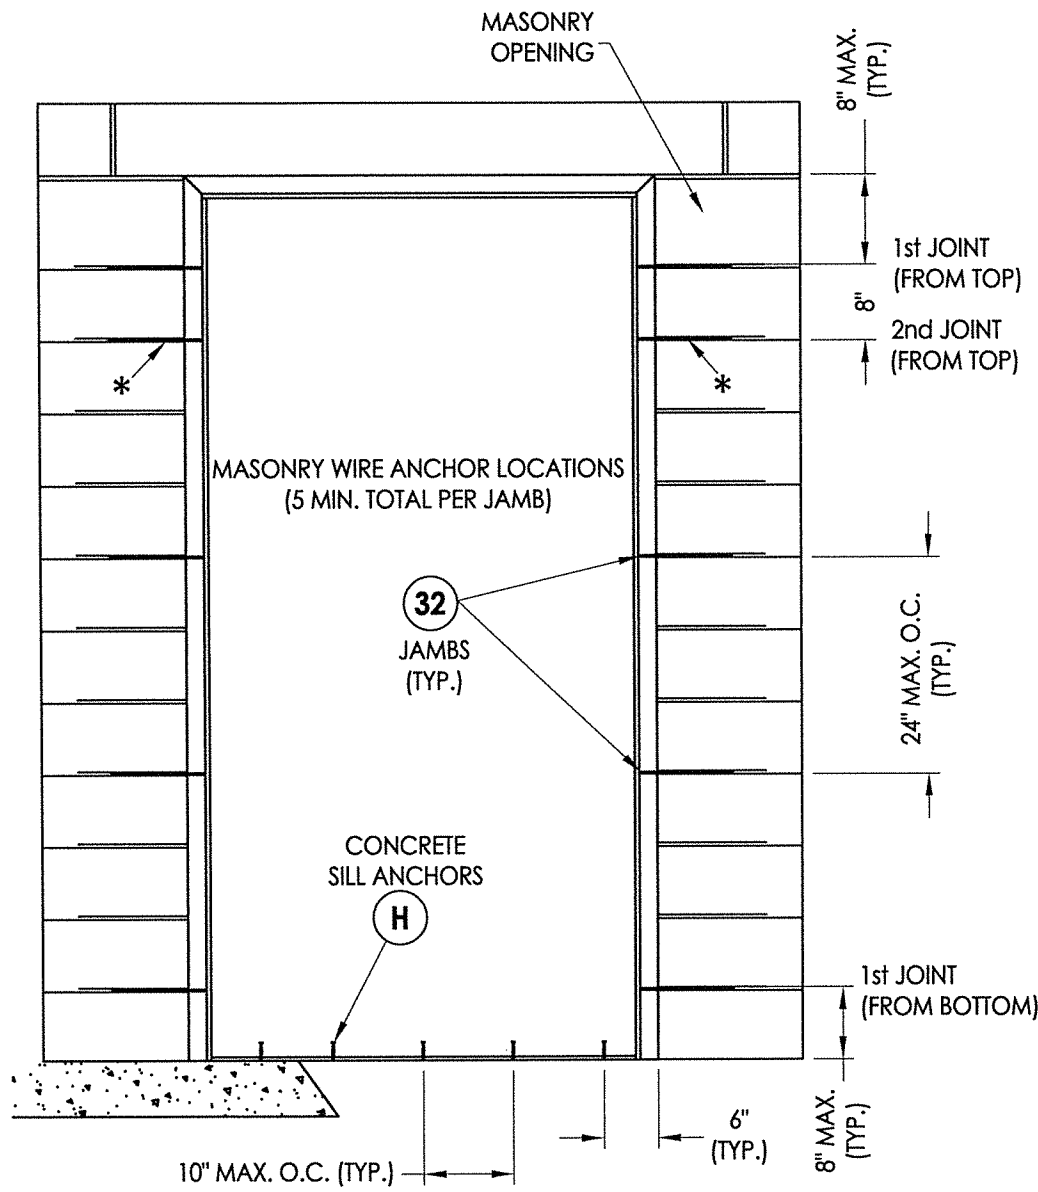 MASONRY
OPENING
8" MAX.
(TYP.)
1st JOINT
(FROM TOP)
8"
2nd JOINT
(FROM TOP)
*
*
MASONRY WIRE ANCHOR LOCATIONS
(5 MIN. TOTAL PER JAMB)
32
JAMBS
(TYP.)
24" MAX. O.C.
(TYP.)
CONCRETE
SILL ANCHORS
H
1st JOINT
(FROM BOTTOM)
6"
(TYP.)
8" MAX.
(TYP.)
10" MAX. O.C. (TYP.)